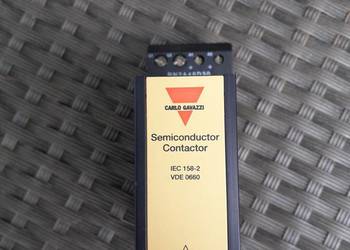 CARLO GAVAZZI
Semiconductor
Contactor
IEC 158-2
VDE 0660